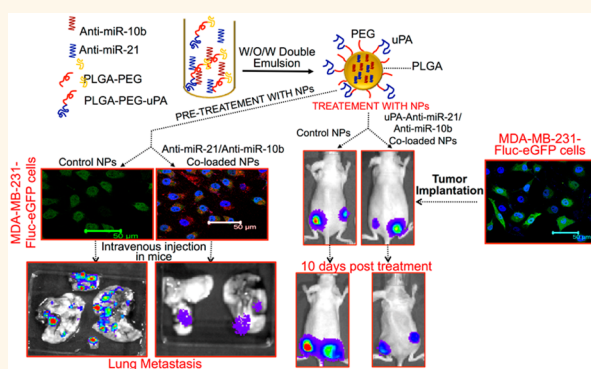 Anti-miR-10b
Anti-miR-21
PLGA-PEG
PLGA-PEG-uPA
W/O/W Double
Emulsion
PEG
uPA
PLGA
PRE-TREATEMENT WITH NPs
TREATEMENT WITH NPs
Control NPs
Anti-miR-21/Anti-miR-10b
Co-loaded NPs
Control NPs
uPA-Anti-miR-21/
Anti-miR-10b
Co-loaded NPs
MDA-MB-231-
Fluc-eGFP cells
MDA-MB-231-
Fluc-eGFP cells
50 µm
50 µm
50 µm
Tumor
Implantation
Intravenous injection
in mice
10 days post treatment
Lung Metastasis